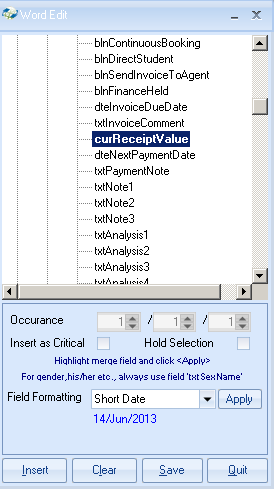 Word Edit
blnContinuousBooking
blnDirectStudent
blnSendInvoiceToAgent
blnFinanceHeld
dteInvoiceDueDate
txtInvoiceComment
curReceiptValue
dteNextPaymentDate
txtPaymentNote
txtNote1
txtNote2
txtNote3
txtAnalysis1
txtAnalysis2
txtAnalysis3
txtAnalysis4
Occurance 1 / 1 / 1
Insert as Critical Hold Selection
Highlight merge field and click <Apply>
For gender,his/her etc., always use field 'txtSexName'
Field Formatting Short Date Apply
14/Jun/2013
Insert Clear Save Quit